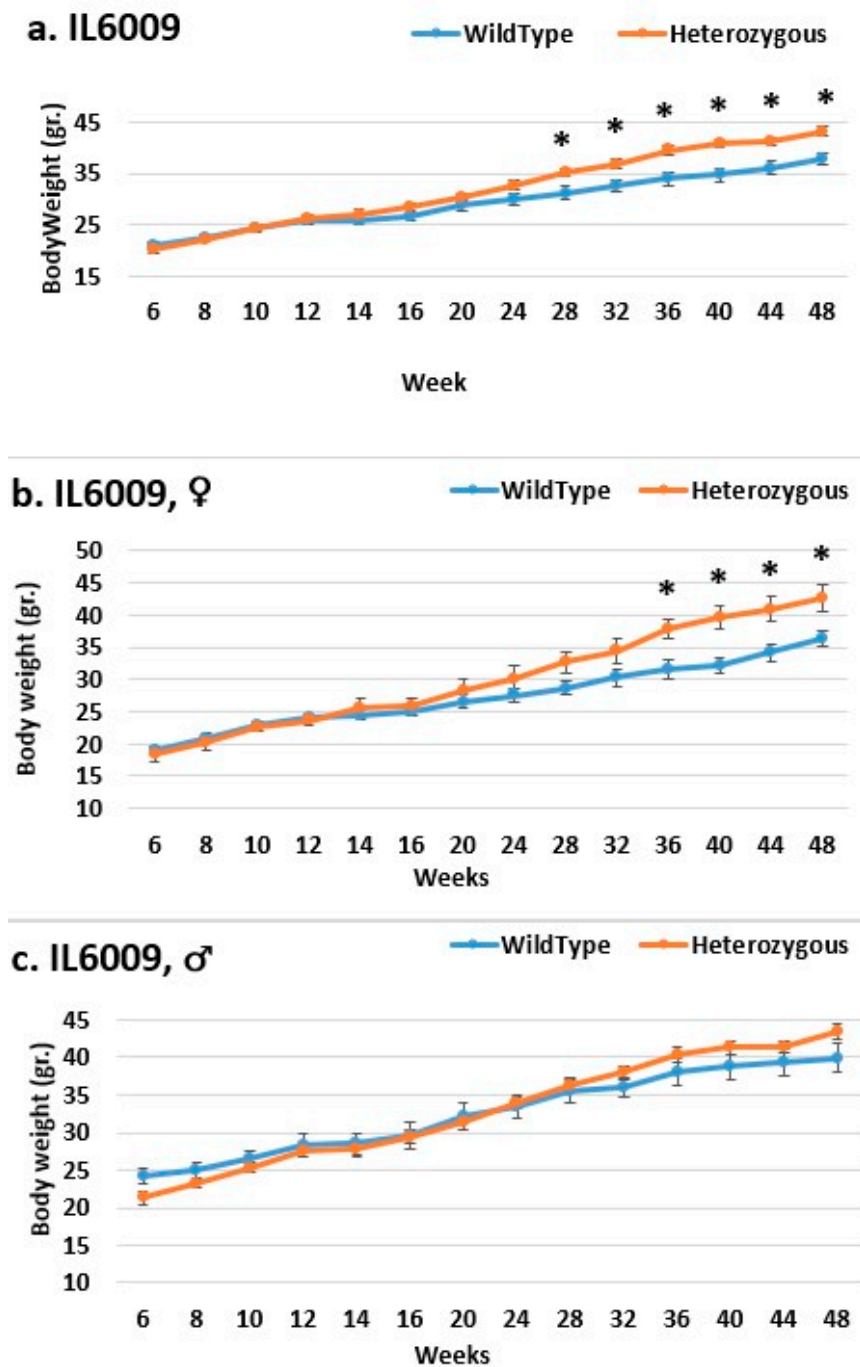 a. IL6009
WildType Heterozygous
* * * * * *
45
35
25
15
BodyWeight (gr.)
6 8 10 12 14 16 20 24 28 32 36 40 44 48
Week
b. IL6009, ♀
WildType Heterozygous
* * * *
50
45
40
35
30
25
20
15
10
Body weight (gr.)
6 8 10 12 14 16 20 24 28 32 36 40 44 48
Weeks
c. IL6009, ♂
WildType Heterozygous
45
40
35
30
25
20
15
10
Body weight (gr.)
6 8 10 12 14 16 20 24 28 32 36 40 44 48
Weeks